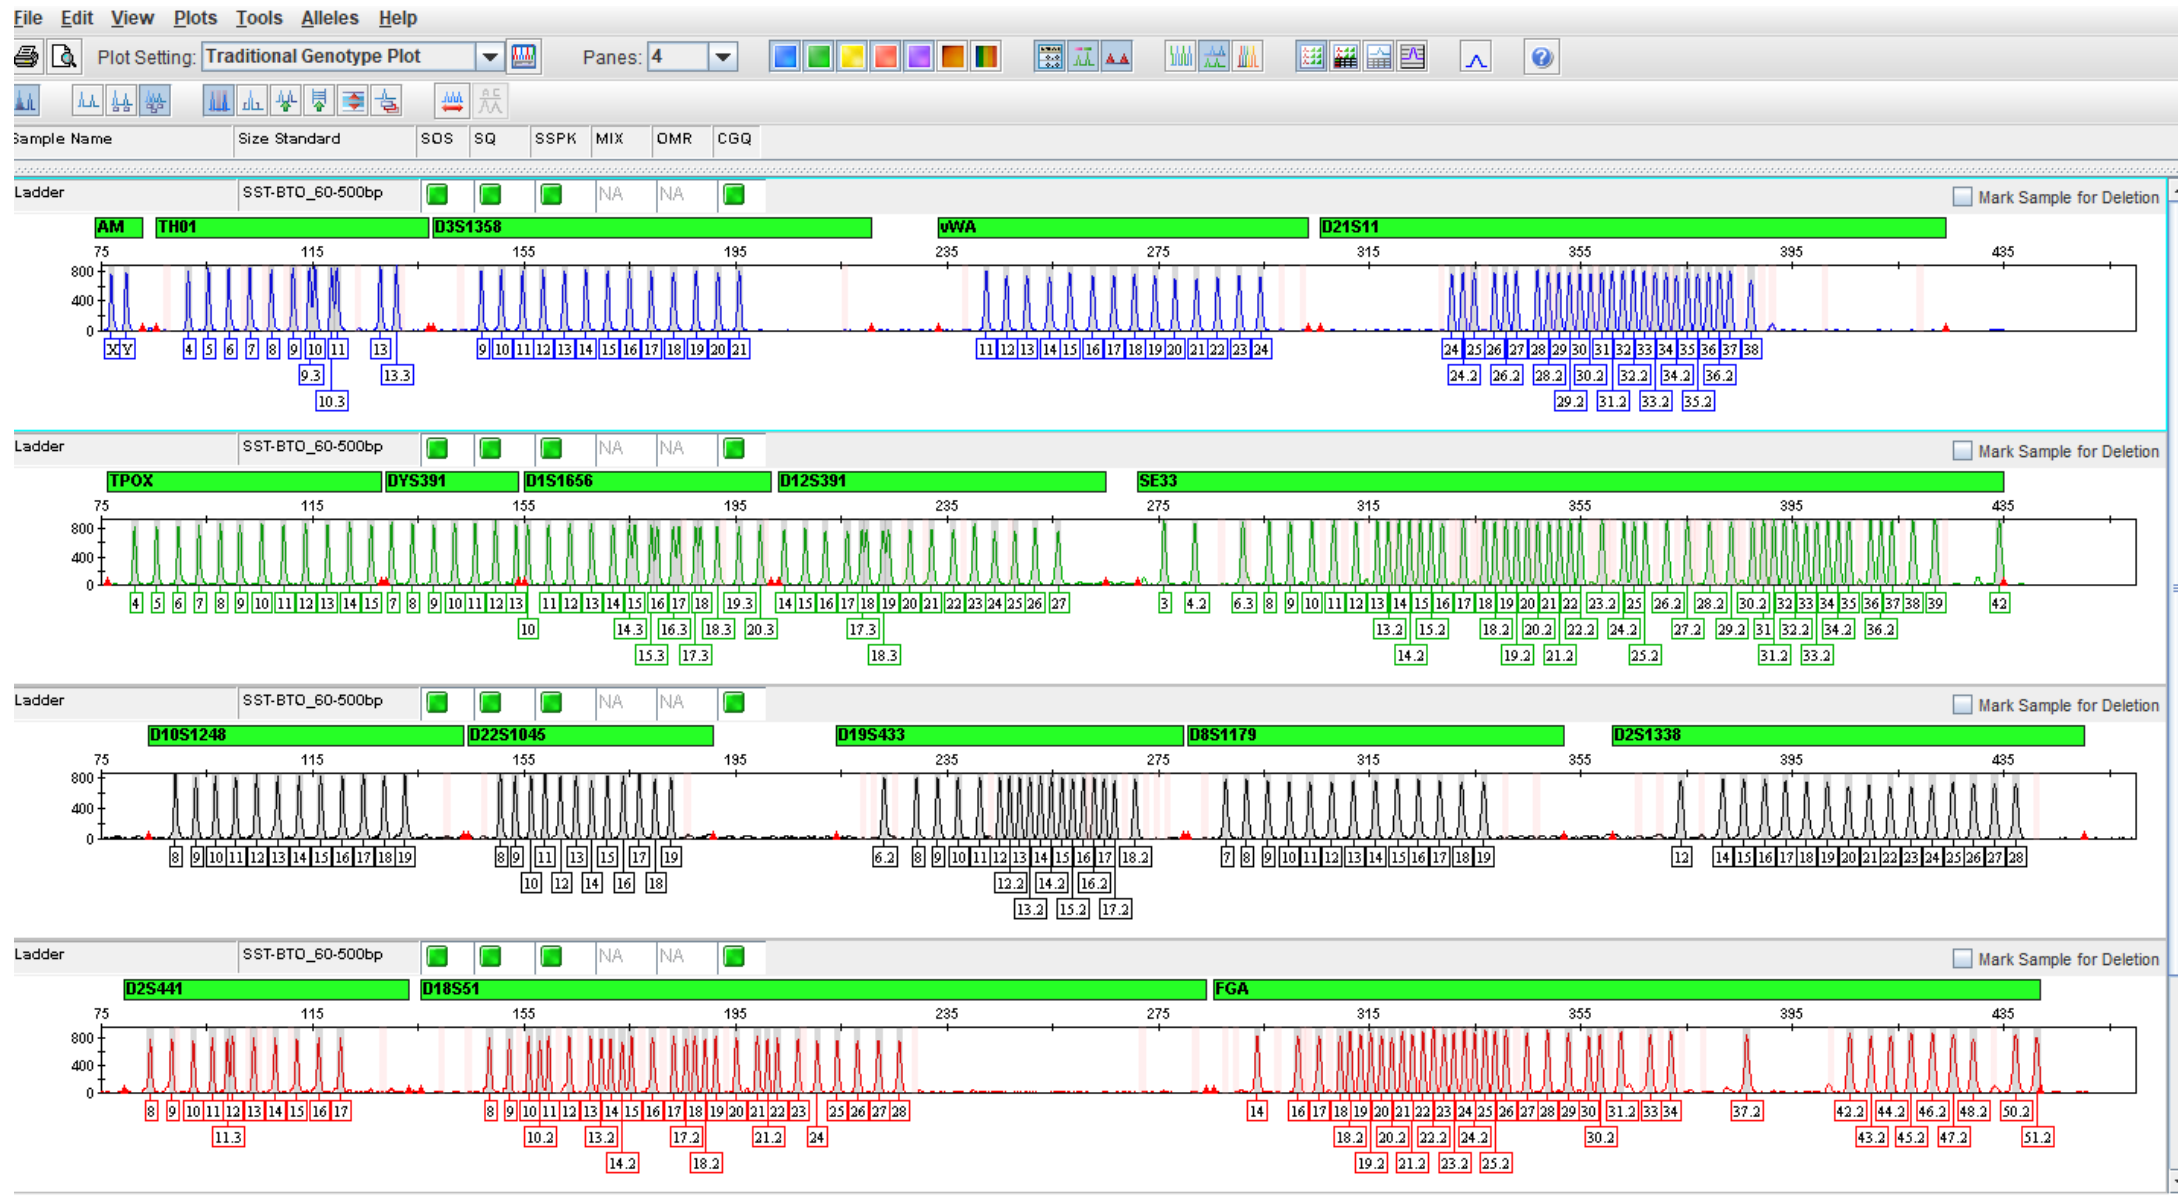 File Edit View Plots Tools Alleles Help
Plot Setting: Traditional Genotype Plot Panes: 4
Sample Name Size Standard SOS SQ SSPK MIX OMR CGQ
Ladder SST-BTO_60-500bp NA NA Mark Sample for Deletion
AM TH01 D3S1358 vWA D21S11
75 115 155 195 235 275 315 355 395 435
800
400
0
X Y 4 5 6 7 8 9 10 11 13 9 10 11 12 13 14 15 16 17 18 19 20 21 11 12 13 14 15 16 17 18 19 20 21 22 23 24 24 25 26 27 28 29 30 31 32 33 34 35 36 37 38
9.3 13.3 24.2 26.2 28.2 30.2 32.2 34.2 36.2
10.3 29.2 31.2 33.2 35.2
Ladder SST-BTO_60-500bp NA NA Mark Sample for Deletion
TPOX DYS391 D1S1656 D12S391 SE33
75 115 155 195 235 275 315 355 395 435
800
400
0
4 5 6 7 8 9 10 11 12 13 14 15 7 8 9 10 11 12 13 11 12 13 14 15 16 17 18 19.3 14 15 16 17 18 19 20 21 22 23 24 25 26 27 3 4.2 6.3 8 9 10 11 12 13 14 15 16 17 18 19 20 21 22 23.2 25 26.2 28.2 30.2 32 33 34 35 36 37 38 39 42
10 14.3 16.3 18.3 20.3 17.3 13.2 15.2 18.2 20.2 22.2 24.2 27.2 29.2 31 32.2 34.2 36.2
15.3 17.3 18.3 14.2 19.2 21.2 25.2 31.2 33.2
Ladder SST-BTO_60-500bp NA NA Mark Sample for Deletion
D10S1248 D22S1045 D19S433 D8S1179 D2S1338
75 115 155 195 235 275 315 355 395 435
800
400
0
8 9 10 11 12 13 14 15 16 17 18 19 8 9 11 13 15 17 19 6.2 8 9 10 11 12 13 14 15 16 17 18.2 7 8 9 10 11 12 13 14 15 16 17 18 19 12 14 15 16 17 18 19 20 21 22 23 24 25 26 27 28
10 12 14 16 18 12.2 14.2 16.2
13.2 15.2 17.2
Ladder SST-BTO_60-500bp NA NA Mark Sample for Deletion
D2S441 D18S51 FGA
75 115 155 195 235 275 315 355 395 435
800
400
0
8 9 10 11 12 13 14 15 16 17 8 9 10 11 12 13 14 15 16 17 18 19 20 21 22 23 25 26 27 28 14 16 17 18 19 20 21 22 23 24 25 26 27 28 29 30 31.2 33 34 37.2 42.2 44.2 46.2 48.2 50.2
11.3 10.2 13.2 17.2 21.2 24 18.2 20.2 22.2 24.2 30.2 43.2 45.2 47.2 51.2
14.2 18.2 19.2 21.2 23.2 25.2